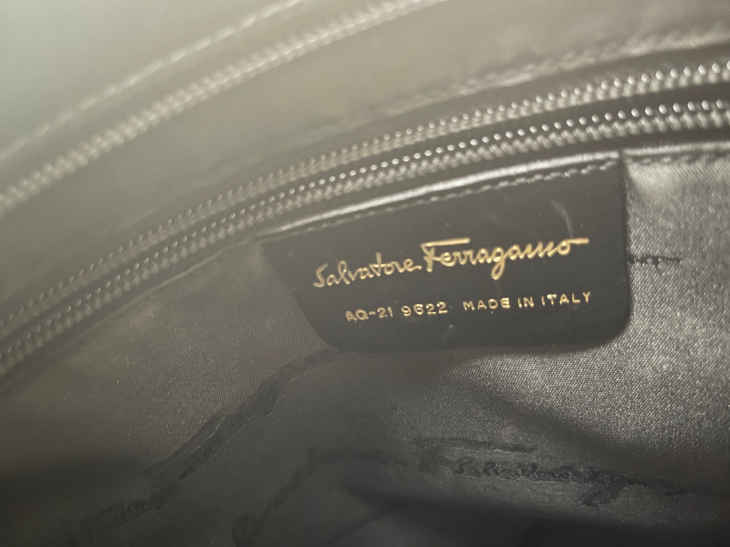 Salvatore Ferragamo
AQ-21 9622 MADE IN ITALY